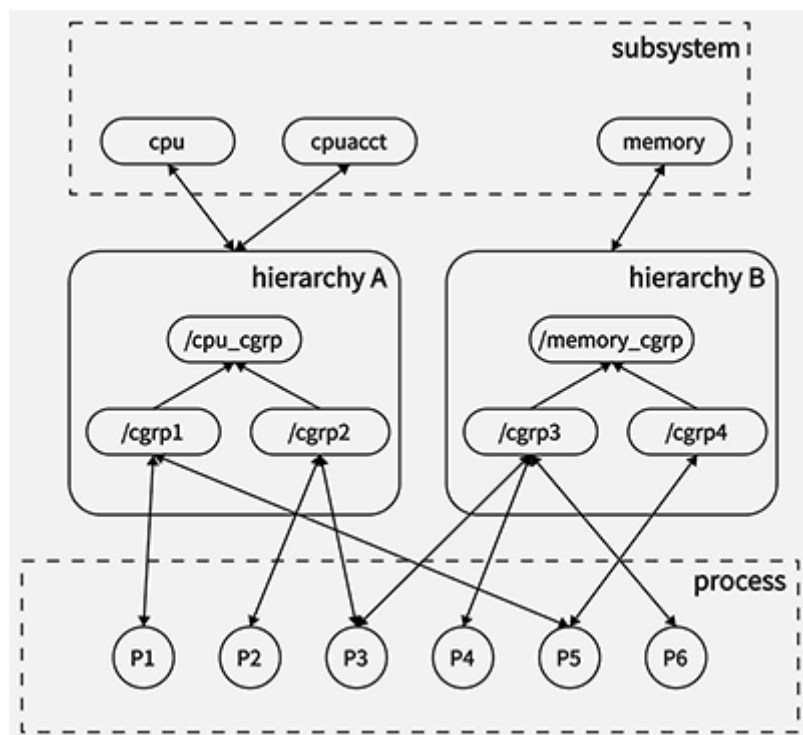 subsystem
cpu
cpuacct
memory
hierarchy A
hierarchy B
/cpu_cgrp
/memory_cgrp
/cgrp1
/cgrp2
/cgrp3
/cgrp4
process
P1
P2
P3
P4
P5
P6